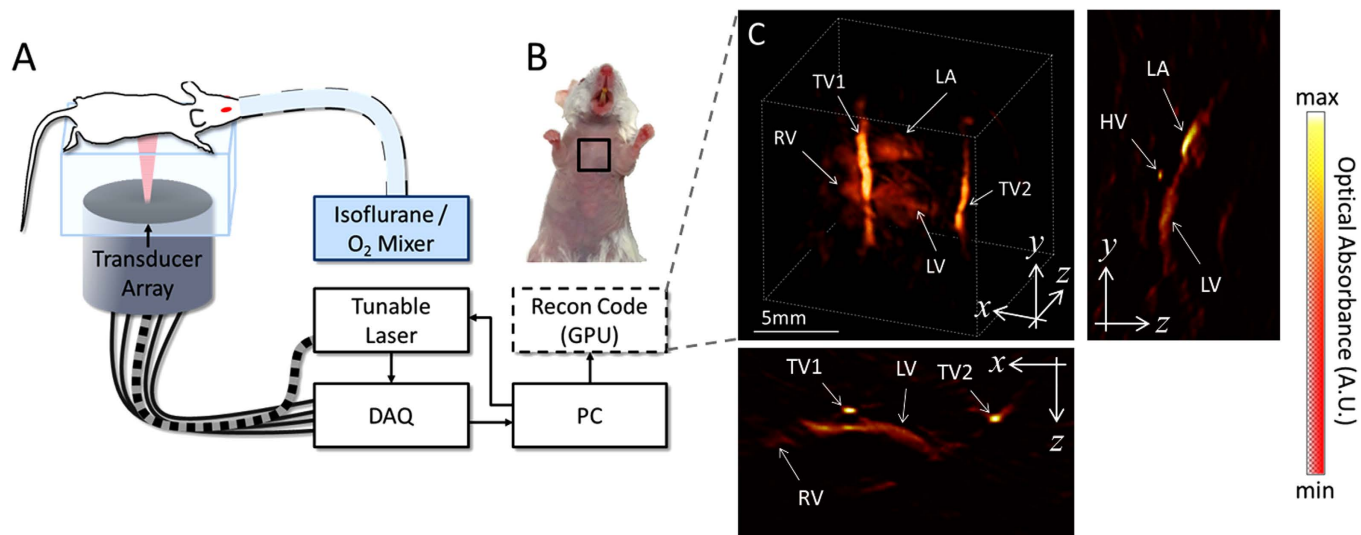 A
Transducer
Array
Isoflurane /
O₂ Mixer
Tunable
Laser
DAQ
PC
Recon Code
(GPU)
B
C
TV1
LA
RV
TV2
LV
5mm
y
z
x
LA
HV
LV
y
z
TV1
LV
TV2
RV
x
z
max
Optical Absorbance (A.U.)
min